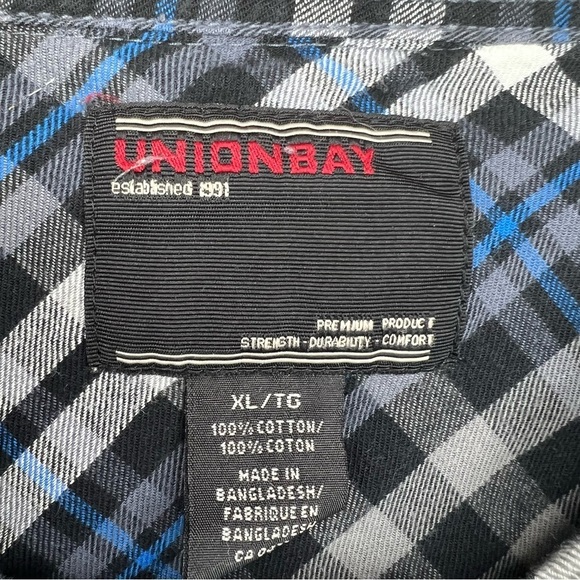 UNIONBAY
established 1991
PREMIUM PRODUCT
STRENGTH - DURABILITY - COMFORT
XL/TG
100% COTTON/
100% COTON
MADE IN
BANGLADESH/
FABRIQUE EN
BANGLADESH
CA